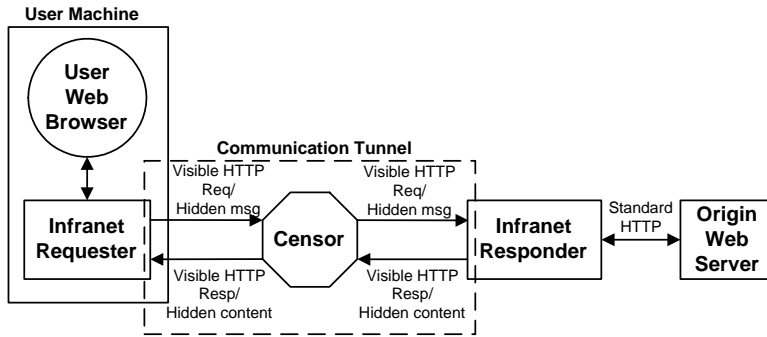 User Machine
User
Web
Browser
Communication Tunnel
Visible HTTP
Req/
Hidden msg
Visible HTTP
Req/
Hidden msg
Infranet
Requester
Censor
Infranet
Responder
Standard
HTTP
Origin
Web
Server
Visible HTTP
Resp/
Hidden content
Visible HTTP
Resp/
Hidden content